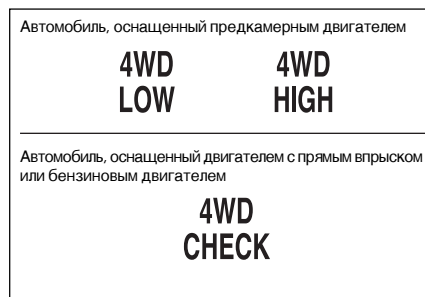 Автомобиль, оснащенный предкамерным двигателем
4WD 4WD
LOW HIGH
Автомобиль, оснащенный двигателем с прямым впрыском
или бензиновым двигателем
4WD
CHECK